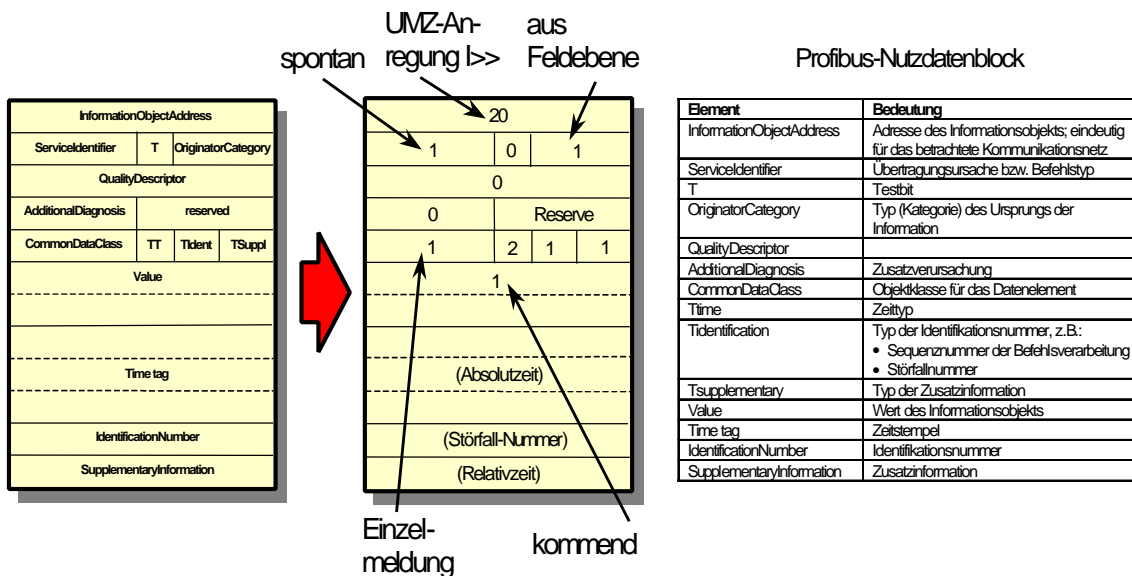 UMZ-An-
regung I>>
aus
Feldebene
spontan
Profibus-Nutzdatenblock
InformationObjectAddress
ServiceIdentifier T OriginatorCategory
QualityDescriptor
AdditionalDiagnosis reserved
CommonDataClass TT TIdent TSuppl
Value
Time tag
IdentificationNumber
SupplementaryInformation
20
1 0 1
0
0 Reserve
1 2 1 1
1
(Absolutzeit)
(Störfall-Nummer)
(Relativzeit)
Einzel-
meldung
kommend
Element Bedeutung
InformationObjectAddress Adresse des Informationsobjekts; eindeutig
für das betrachtete Kommunikationsnetz
ServiceIdentifier Übertragungsursache bzw. Befehlstyp
T Testbit
OriginatorCategory Typ (Kategorie) des Ursprungs der
Information
QualityDescriptor
AdditionalDiagnosis Zusatzverursachung
CommonDataClass Objektklasse für das Datenelement
Ttime Zeittyp
Tidentification Typ der Identifikationsnummer, z.B.:
• Sequenznummer der Befehlsverarbeitung
• Störfallnummer
Tsupplementary Typ der Zusatzinformation
Value Wert des Informationsobjekts
Time tag Zeitstempel
IdentificationNumber Identifikationsnummer
SupplementaryInformation Zusatzinformation